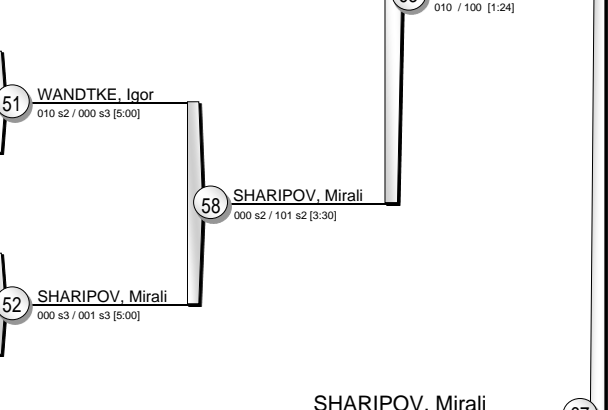 010 / 100 [1:24]
51
WANDTKE, Igor
010 s2 / 000 s3 [5:00]
58
SHARIPOV, Mirali
000 s2 / 101 s2 [3:30]
52
SHARIPOV, Mirali
000 s3 / 001 s3 [5:00]
SHARIPOV, Mirali